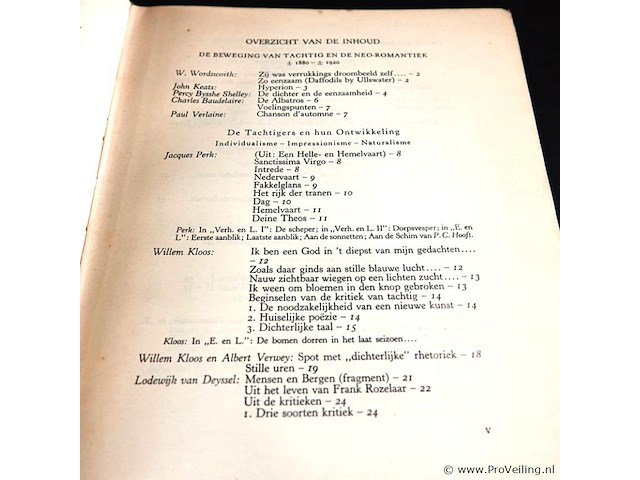 OVERZICHT VAN DE INHOUD
DE BEWEGING VAN TACHTIG EN DE NEO-ROMANTIEK
± 1880 – ± 1920
W. Wordsworth: Zij was verrukkings droombeeld zelf.... – 2
Zo eenzaam (Daffodils by Ullswater) – 2
John Keats: Hyperion – 3
Percy Bysshe Shelley: De dichter en de eenzaamheid – 4
Charles Baudelaire: De Albatros – 6
Voelingspunten – 7
Paul Verlaine: Chanson d'automne – 7
De Tachtigers en hun Ontwikkeling
Individualisme – Impressionisme – Naturalisme
Jacques Perk: (Uit: Een Helle- en Hemelvaart) – 8
Sanctissima Virgo – 8
Intrede – 8
Nedervaart – 9
Fakkelglans – 9
Het rijk der tranen – 10
Dag – 10
Hemelvaart – 11
Deine Theos – 11
Perk: In „Verh. en L. I": De scheper; in „Verh. en L. II": Dorpsvesper; in „E. en
L": Eerste aanblik; Laatste aanblik; Aan de sonnetten; Aan de Schim van P.C. Hooft.
Willem Kloos: Ik ben een God in 't diepst van mijn gedachten....
– 12
Zoals daar ginds aan stille blauwe lucht.... – 12
Nauw zichtbaar wiegen op een lichten zucht.... – 13
Ik ween om bloemen in den knop gebroken – 13
Beginselen van de kritiek van tachtig – 14
1. De noodzakelijkheid van een nieuwe kunst – 14
2. Huiselijke poëzie – 14
3. Dichterlijke taal – 15
Kloos: In „E. en L.": De bomen dorren in het laat seizoen....
Willem Kloos en Albert Verwey: Spot met „dichterlijke" rhetoriek – 18
Stille uren – 19
Lodewijk van Deyssel: Mensen en Bergen (fragment) – 21
Uit het leven van Frank Rozelaar – 22
Uit de kritieken – 24
1. Drie soorten kritiek – 24
V
© www.ProVeiling.nl